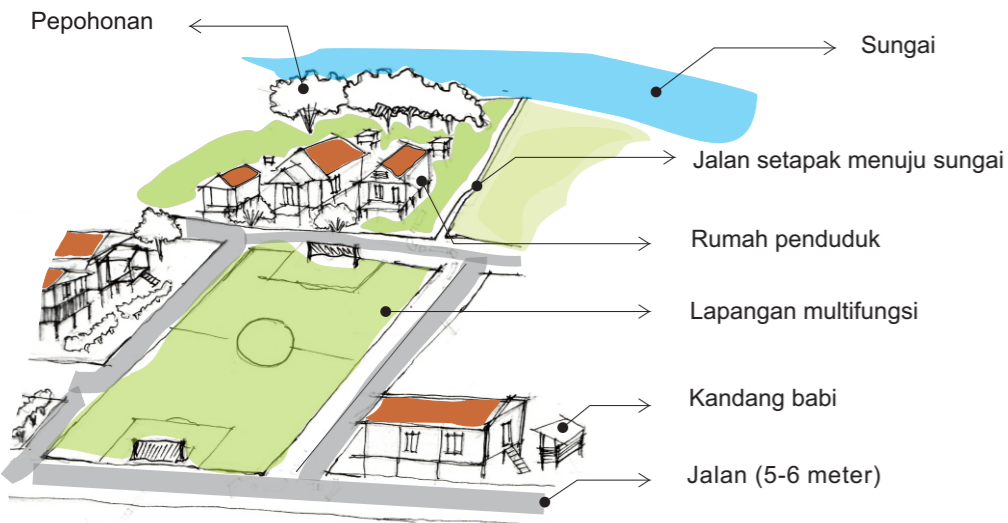 Pepohonan
Sungai
Jalan setapak menuju sungai
Rumah penduduk
Lapangan multifungsi
Kandang babi
Jalan (5-6 meter)